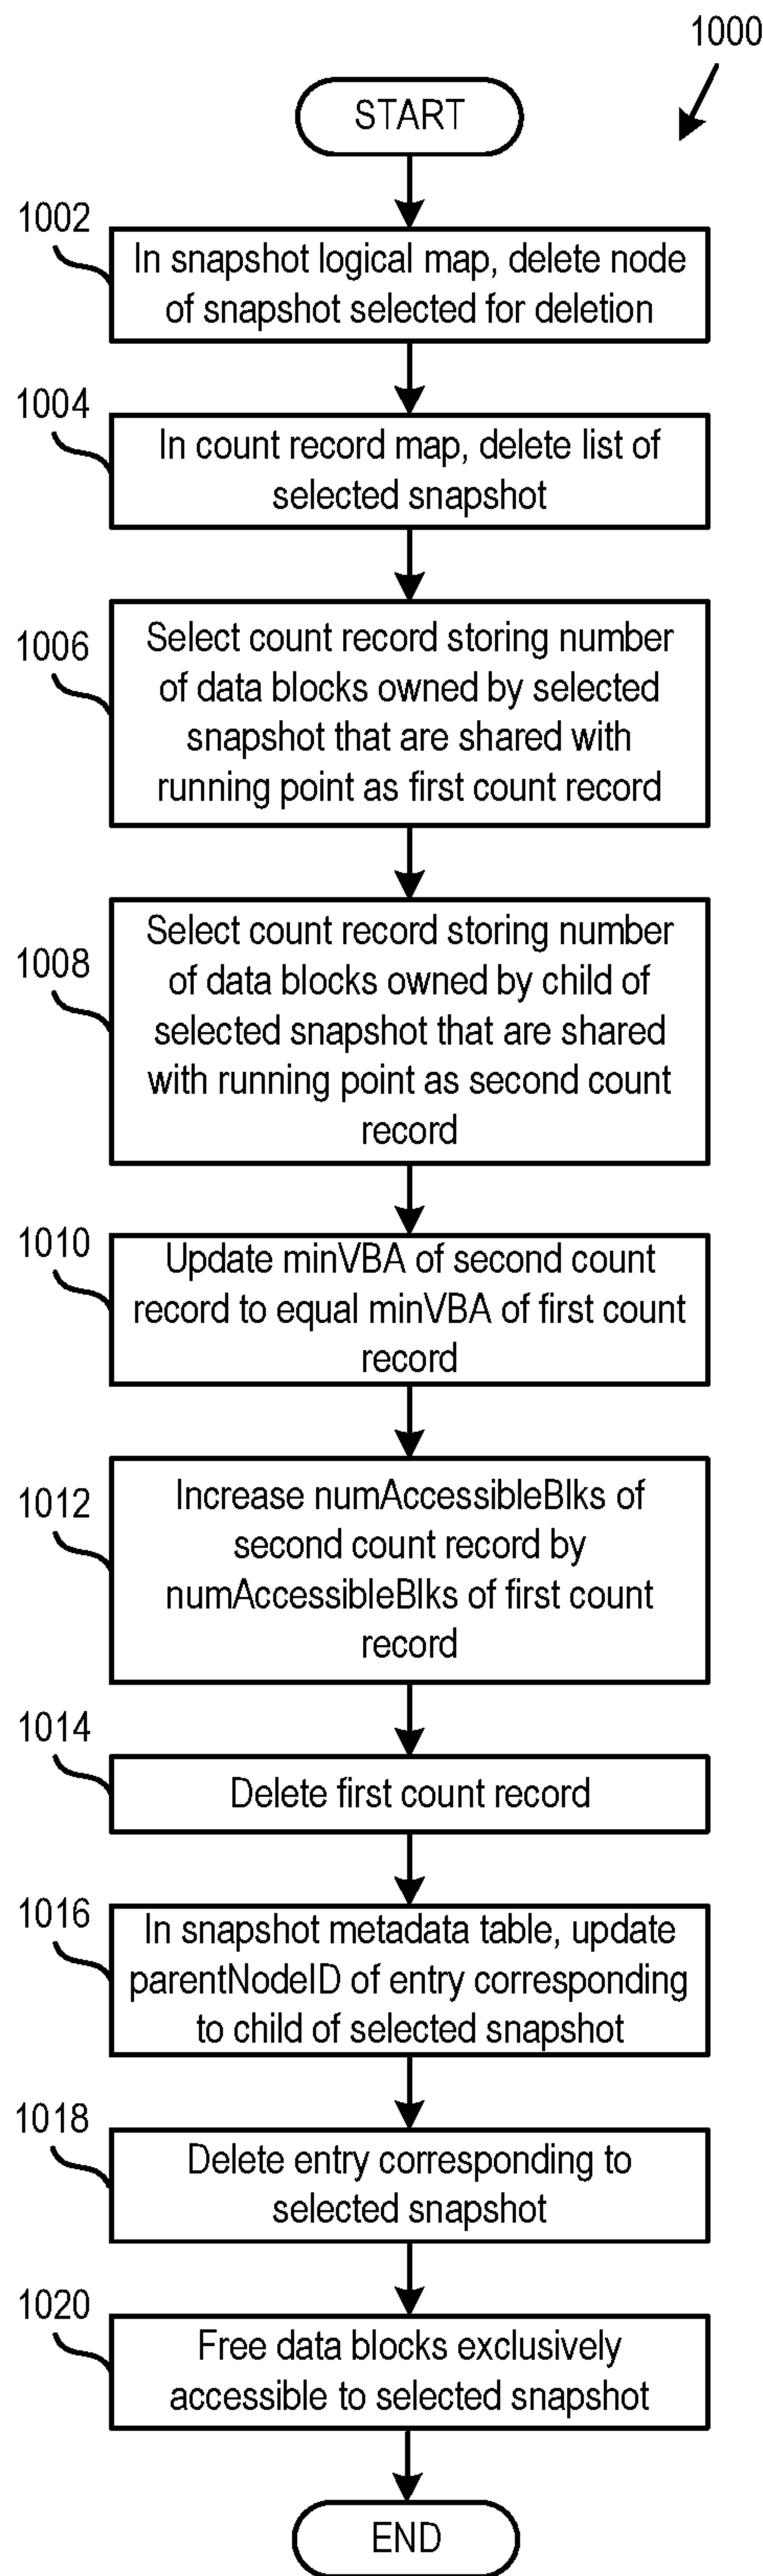 1000
START
1002
In snapshot logical map, delete node
of snapshot selected for deletion
1004
In count record map, delete list of
selected snapshot
1006
Select count record storing number
of data blocks owned by selected
snapshot that are shared with
running point as first count record
1008
Select count record storing number
of data blocks owned by child of
selected snapshot that are shared
with running point as second count
record
1010
Update minVBA of second count
record to equal minVBA of first count
record
1012
Increase numAccessibleBlks of
second count record by
numAccessibleBlks of first count
record
1014
Delete first count record
1016
In snapshot metadata table, update
parentNodeID of entry corresponding
to child of selected snapshot
1018
Delete entry corresponding to
selected snapshot
1020
Free data blocks exclusively
accessible to selected snapshot
END